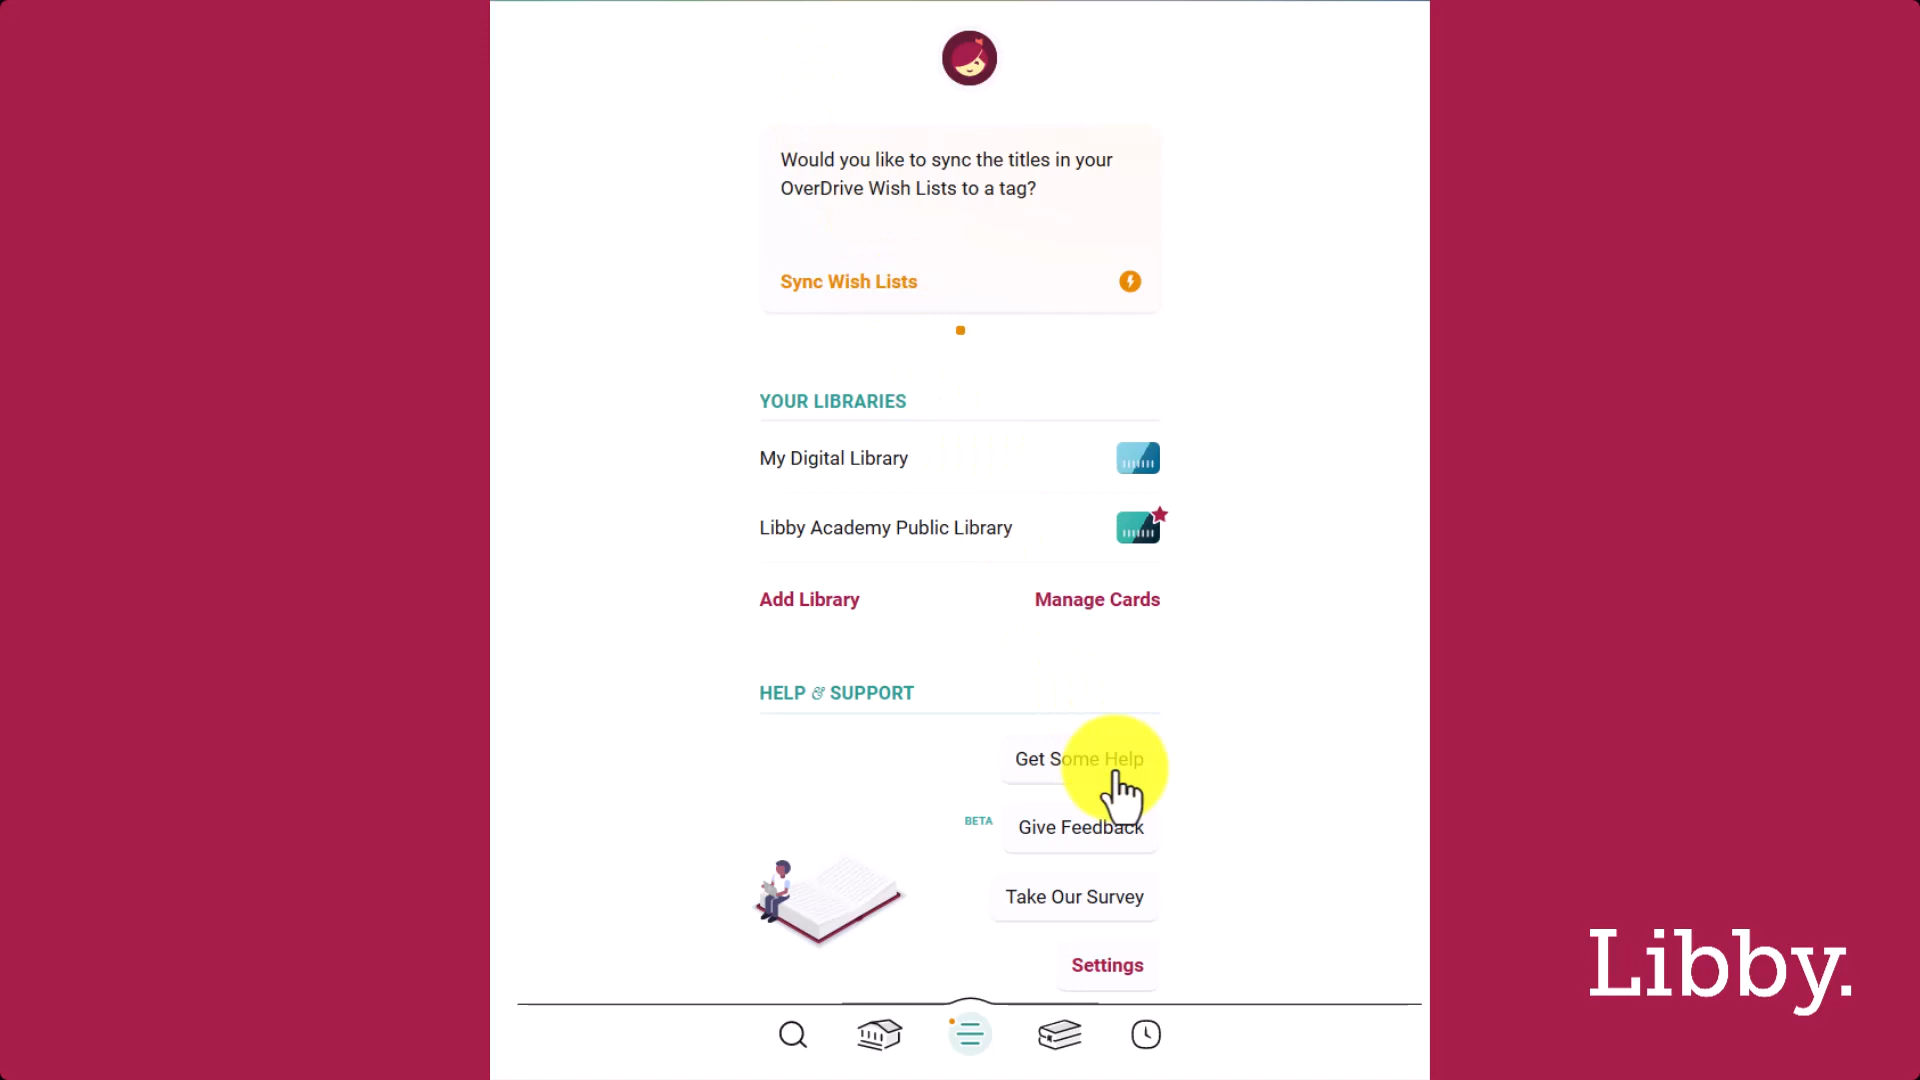 Would you like to sync the titles in your
OverDrive Wish Lists to a tag?
Sync Wish Lists
YOUR LIBRARIES
My Digital Library
Libby Academy Public Library
Add Library
Manage Cards
HELP & SUPPORT
Get Some Help
BETA
Give Feedback
Take Our Survey
Settings
Libby.